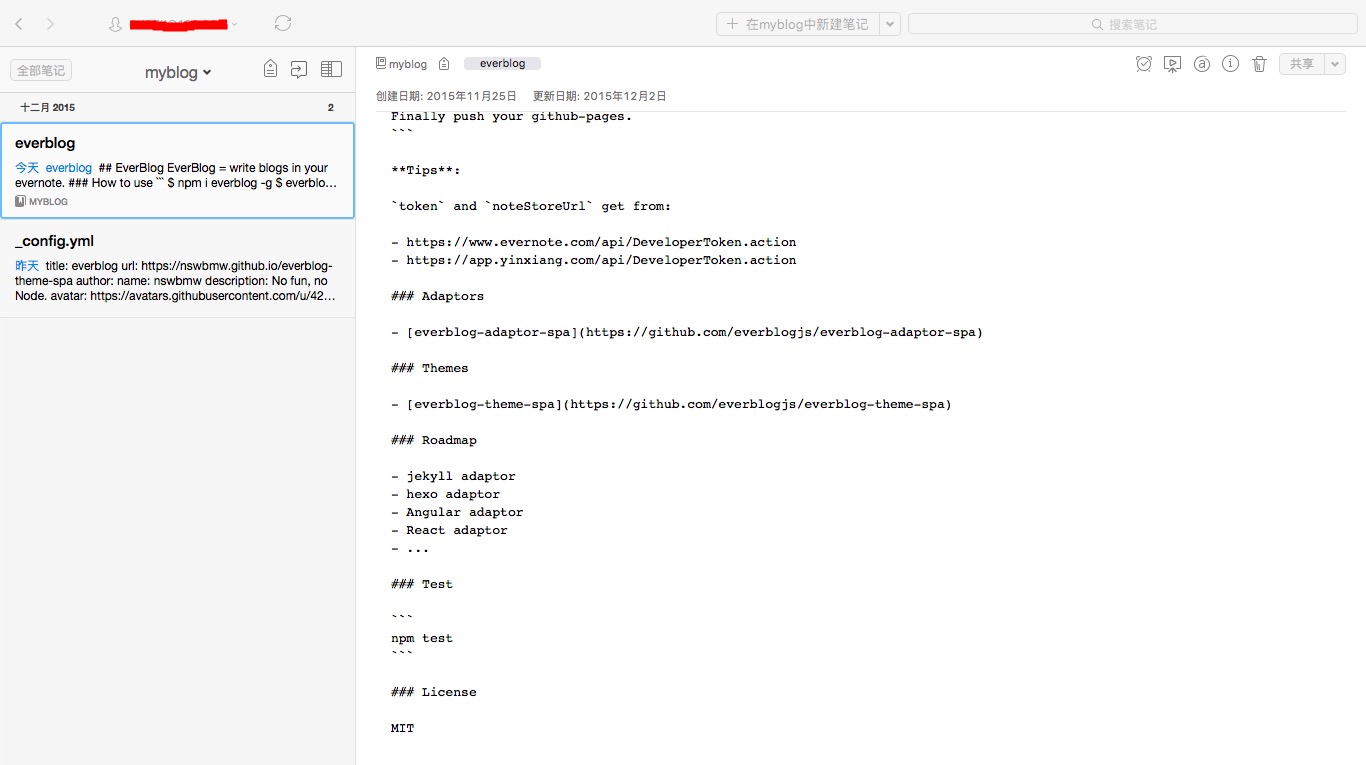 在myblog中新建笔记
搜索笔记
全部笔记
myblog
十二月 2015
2
everblog
今天 everblog ## EverBlog EverBlog = write blogs in your
evernote. ### How to use ``` $ npm i everblog -g $ everblo...
MYBLOG
_config.yml
昨天 title: everblog url: https://nswbmw.github.io/everblog-
theme-spa author: name: nswbmw description: No fun, no
Node. avatar: https://avatars.githubusercontent.com/u/42...
myblog
everblog
共享
创建日期: 2015年11月25日 更新日期: 2015年12月2日
Finally push your github-pages.
```
**Tips**:
`token` and `noteStoreUrl` get from:
- https://www.evernote.com/api/DeveloperToken.action
- https://app.yinxiang.com/api/DeveloperToken.action
### Adaptors
- [everblog-adaptor-spa](https://github.com/everblogjs/everblog-adaptor-spa)
### Themes
- [everblog-theme-spa](https://github.com/everblogjs/everblog-theme-spa)
### Roadmap
- jekyll adaptor
- hexo adaptor
- Angular adaptor
- React adaptor
- ...
### Test
```
npm test
```
### License
MIT